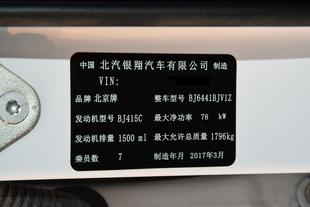 中国 北汽银翔汽车有限公司 制造
VIN:
品牌 北京牌 整车型号 BJ6441BJV1Z
发动机型号 BJ415C 最大净功率 78 kW
发动机排量 1500 ml 最大允许总质量 1796kg
乘员数 7 制造年月 2017年3月